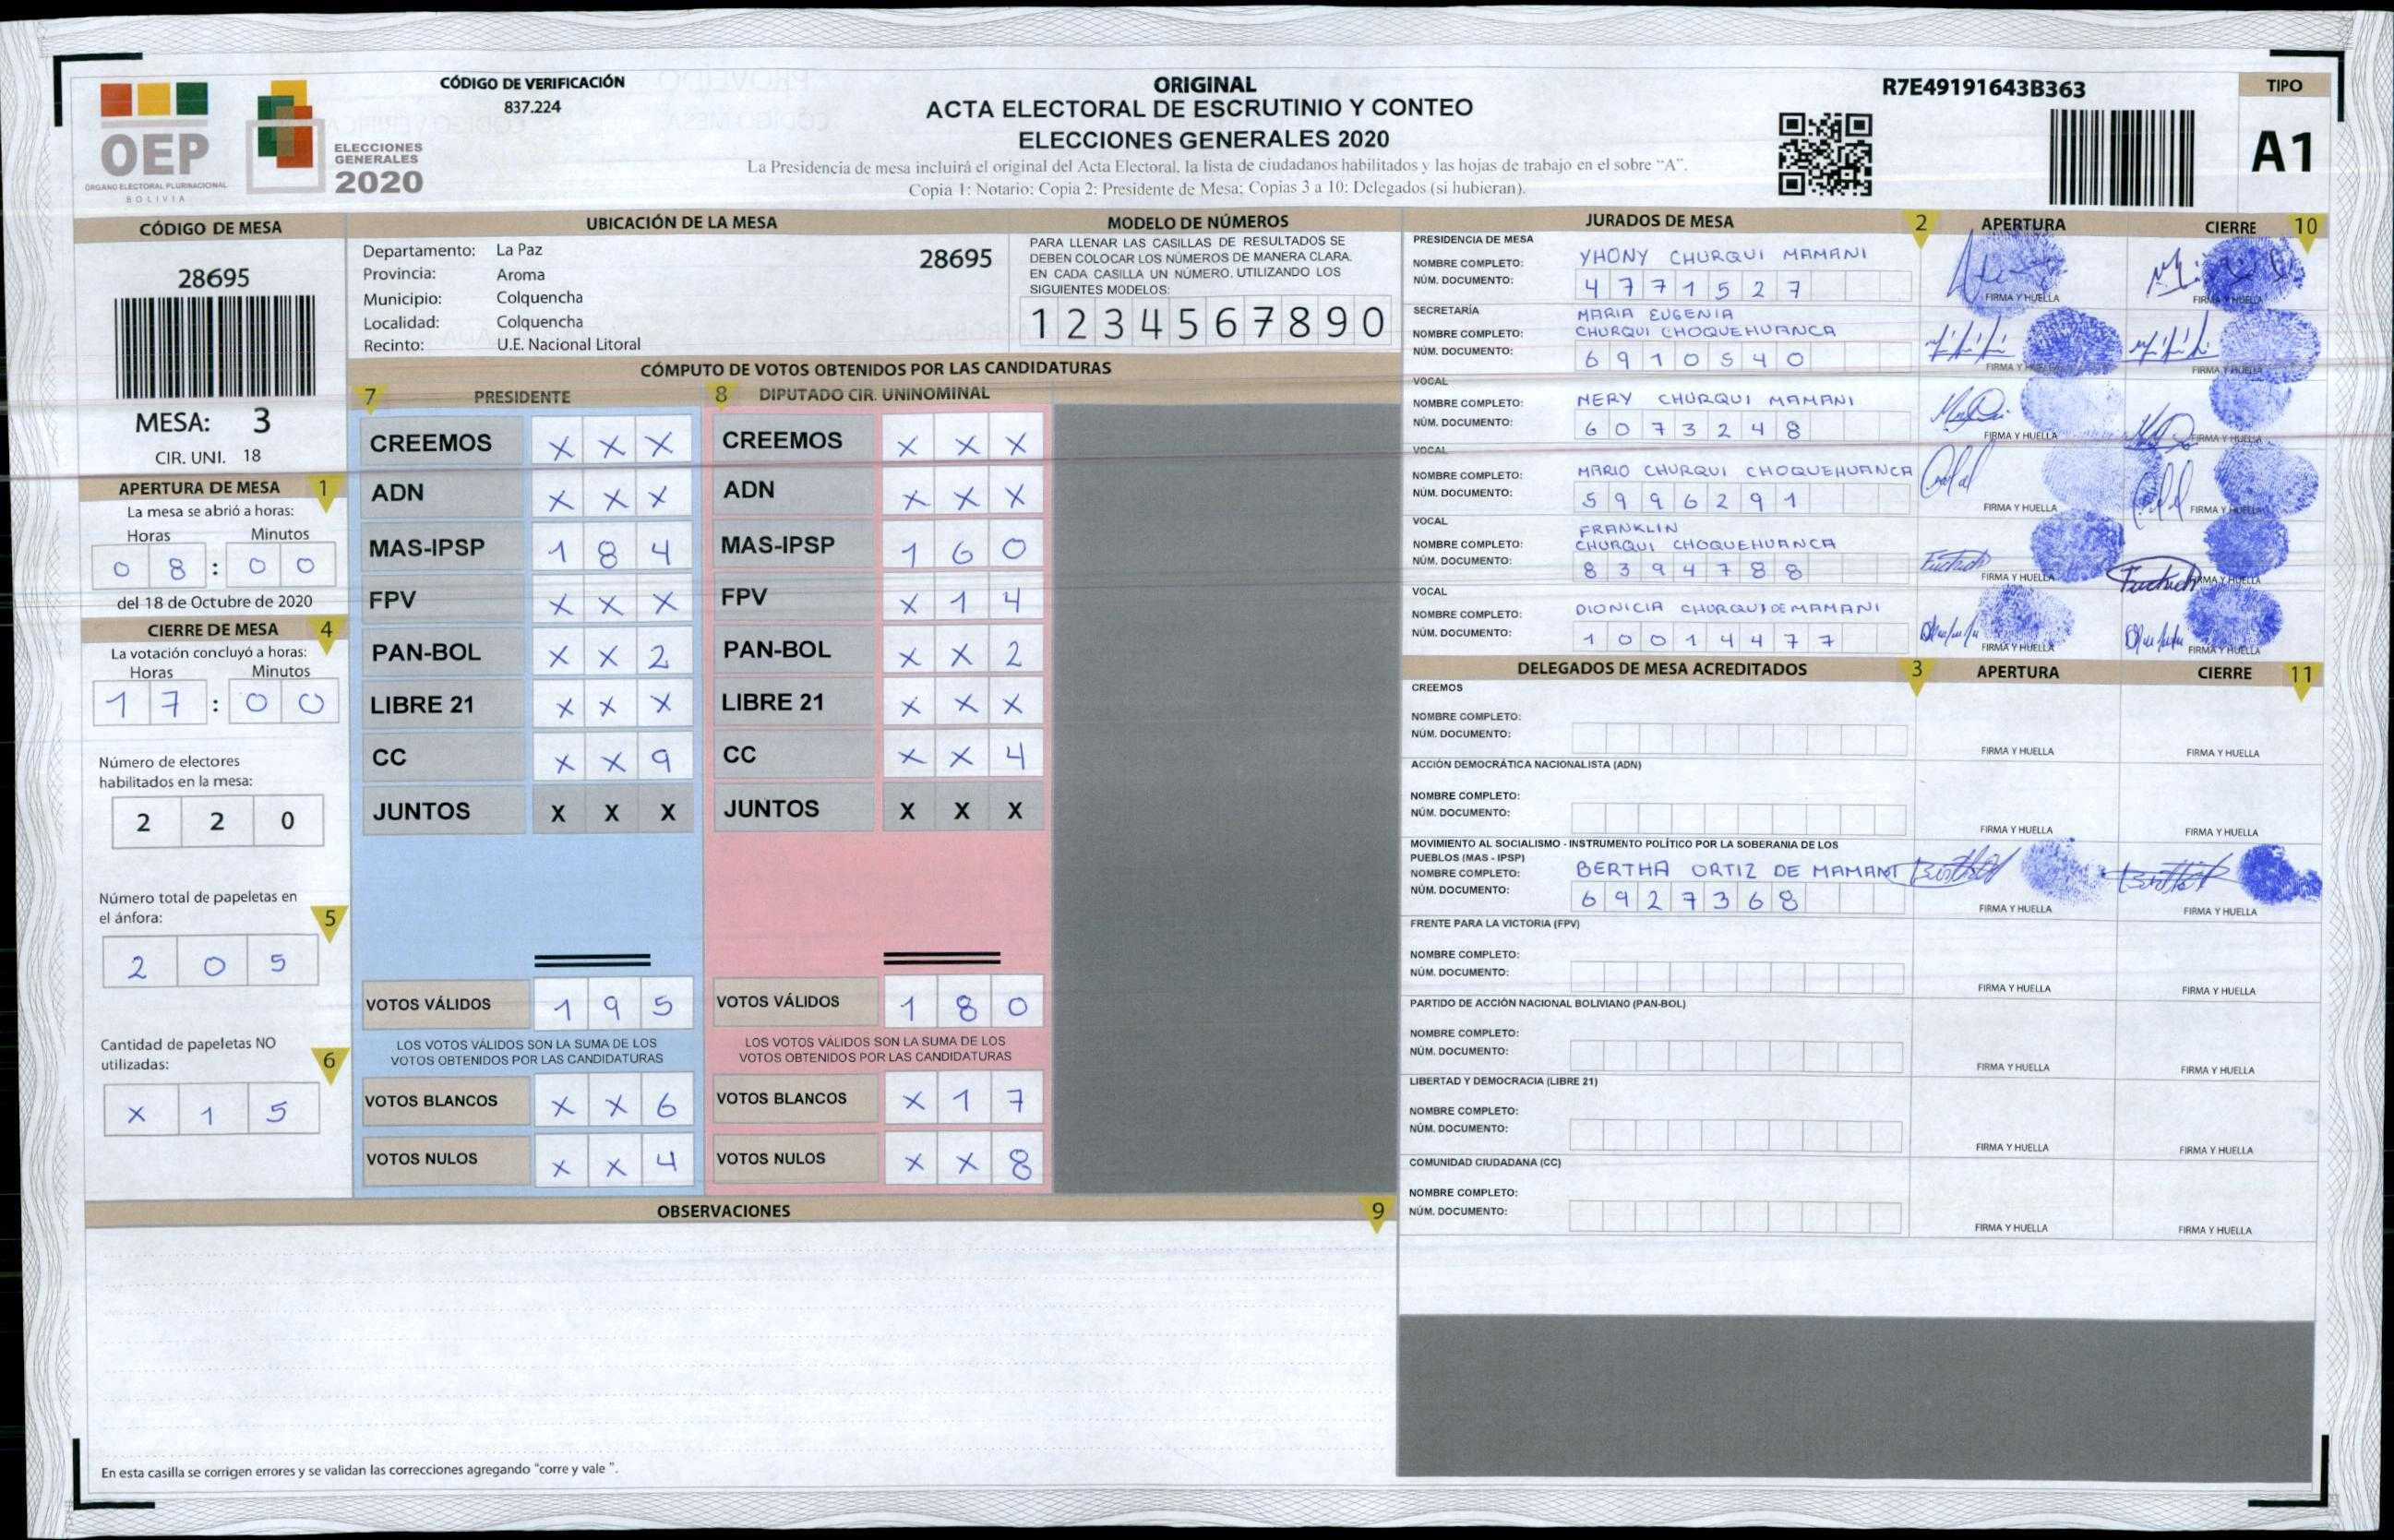 OEP
ÓRGANO ELECTORAL PLURINACIONAL
BOLIVIA
ELECCIONES
GENERALES
2020
CÓDIGO DE VERIFICACIÓN
837.224
ORIGINAL
ACTA ELECTORAL DE ESCRUTINIO Y CONTEO
ELECCIONES GENERALES 2020
La Presidencia de mesa incluirá el original del Acta Electoral, la lista de ciudadanos habilitados y las hojas de trabajo en el sobre "A".
Copia 1: Notario; Copia 2: Presidente de Mesa; Copias 3 a 10: Delegados (si hubieran).
R7E49191643B363
TIPO
A1
CÓDIGO DE MESA
28695
MESA: 3
CIR. UNI. 18
APERTURA DE MESA 1
La mesa se abrió a horas:
Horas Minutos
0 8 : 0 0
del 18 de Octubre de 2020
CIERRE DE MESA 4
La votación concluyó a horas:
Horas Minutos
1 7 : 0 0
Número de electores
habilitados en la mesa:
2 2 0
Número total de papeletas en
el ánfora: 5
2 0 5
Cantidad de papeletas NO
utilizadas: 6
X 1 5
UBICACIÓN DE LA MESA
Departamento: La Paz 28695
Provincia: Aroma
Municipio: Colquencha
Localidad: Colquencha
Recinto: U.E. Nacional Litoral
MODELO DE NÚMEROS
PARA LLENAR LAS CASILLAS DE RESULTADOS SE
DEBEN COLOCAR LOS NÚMEROS DE MANERA CLARA.
EN CADA CASILLA UN NÚMERO. UTILIZANDO LOS
SIGUIENTES MODELOS:
1 2 3 4 5 6 7 8 9 0
CÓMPUTO DE VOTOS OBTENIDOS POR LAS CANDIDATURAS
7 PRESIDENTE 8 DIPUTADO CIR. UNINOMINAL
CREEMOS X X X CREEMOS X X X
ADN X X X ADN X X X
MAS-IPSP 1 8 4 MAS-IPSP 1 6 0
FPV X X X FPV X 1 4
PAN-BOL X X 2 PAN-BOL X X 2
LIBRE 21 X X X LIBRE 21 X X X
CC X X 9 CC X X 4
JUNTOS X X X JUNTOS X X X
VOTOS VÁLIDOS 1 9 5 VOTOS VÁLIDOS 1 8 0
LOS VOTOS VÁLIDOS SON LA SUMA DE LOS LOS VOTOS VÁLIDOS SON LA SUMA DE LOS
VOTOS OBTENIDOS POR LAS CANDIDATURAS VOTOS OBTENIDOS POR LAS CANDIDATURAS
VOTOS BLANCOS X X 6 VOTOS BLANCOS X 1 7
VOTOS NULOS X X 4 VOTOS NULOS X X 8
OBSERVACIONES 9
En esta casilla se corrigen errores y se validan las correcciones agregando "corre y vale ".
JURADOS DE MESA 2 APERTURA CIERRE 10
PRESIDENCIA DE MESA
NOMBRE COMPLETO: YHONY CHURQUI MAMANI
NÚM. DOCUMENTO: 4 7 7 1 5 2 7
FIRMA Y HUELLA FIRMA Y HUELLA
SECRETARÍA MARIA EUGENIA
NOMBRE COMPLETO: CHURQUI CHOQUEHUANCA
NÚM. DOCUMENTO: 6 9 1 0 5 4 0
FIRMA Y HUELLA FIRMA Y HUELLA
VOCAL
NOMBRE COMPLETO: NERY CHURQUI MAMANI
NÚM. DOCUMENTO: 6 0 7 3 2 4 8
FIRMA Y HUELLA FIRMA Y HUELLA
VOCAL
NOMBRE COMPLETO: MARIO CHURQUI CHOQUEHUANCA
NÚM. DOCUMENTO: 5 9 9 6 2 9 1
FIRMA Y HUELLA FIRMA Y HUELLA
VOCAL FRANKLIN
NOMBRE COMPLETO: CHURQUI CHOQUEHUANCA
NÚM. DOCUMENTO: 8 3 9 4 7 8 8
FIRMA Y HUELLA FIRMA Y HUELLA
VOCAL
NOMBRE COMPLETO: DIONICIA CHURQUI DE MAMANI
NÚM. DOCUMENTO: 1 0 0 1 4 4 7 7
FIRMA Y HUELLA FIRMA Y HUELLA
DELEGADOS DE MESA ACREDITADOS 3 APERTURA CIERRE 11
CREEMOS
NOMBRE COMPLETO:
NÚM. DOCUMENTO:
FIRMA Y HUELLA FIRMA Y HUELLA
ACCIÓN DEMOCRÁTICA NACIONALISTA (ADN)
NOMBRE COMPLETO:
NÚM. DOCUMENTO:
FIRMA Y HUELLA FIRMA Y HUELLA
MOVIMIENTO AL SOCIALISMO - INSTRUMENTO POLÍTICO POR LA SOBERANIA DE LOS
PUEBLOS (MAS - IPSP)
NOMBRE COMPLETO: BERTHA ORTIZ DE MAMANI
NÚM. DOCUMENTO: 6 9 2 7 3 6 8
FIRMA Y HUELLA FIRMA Y HUELLA
FRENTE PARA LA VICTORIA (FPV)
NOMBRE COMPLETO:
NÚM. DOCUMENTO:
FIRMA Y HUELLA FIRMA Y HUELLA
PARTIDO DE ACCIÓN NACIONAL BOLIVIANO (PAN-BOL)
NOMBRE COMPLETO:
NÚM. DOCUMENTO:
FIRMA Y HUELLA FIRMA Y HUELLA
LIBERTAD Y DEMOCRACIA (LIBRE 21)
NOMBRE COMPLETO:
NÚM. DOCUMENTO:
FIRMA Y HUELLA FIRMA Y HUELLA
COMUNIDAD CIUDADANA (CC)
NOMBRE COMPLETO:
NÚM. DOCUMENTO:
FIRMA Y HUELLA FIRMA Y HUELLA